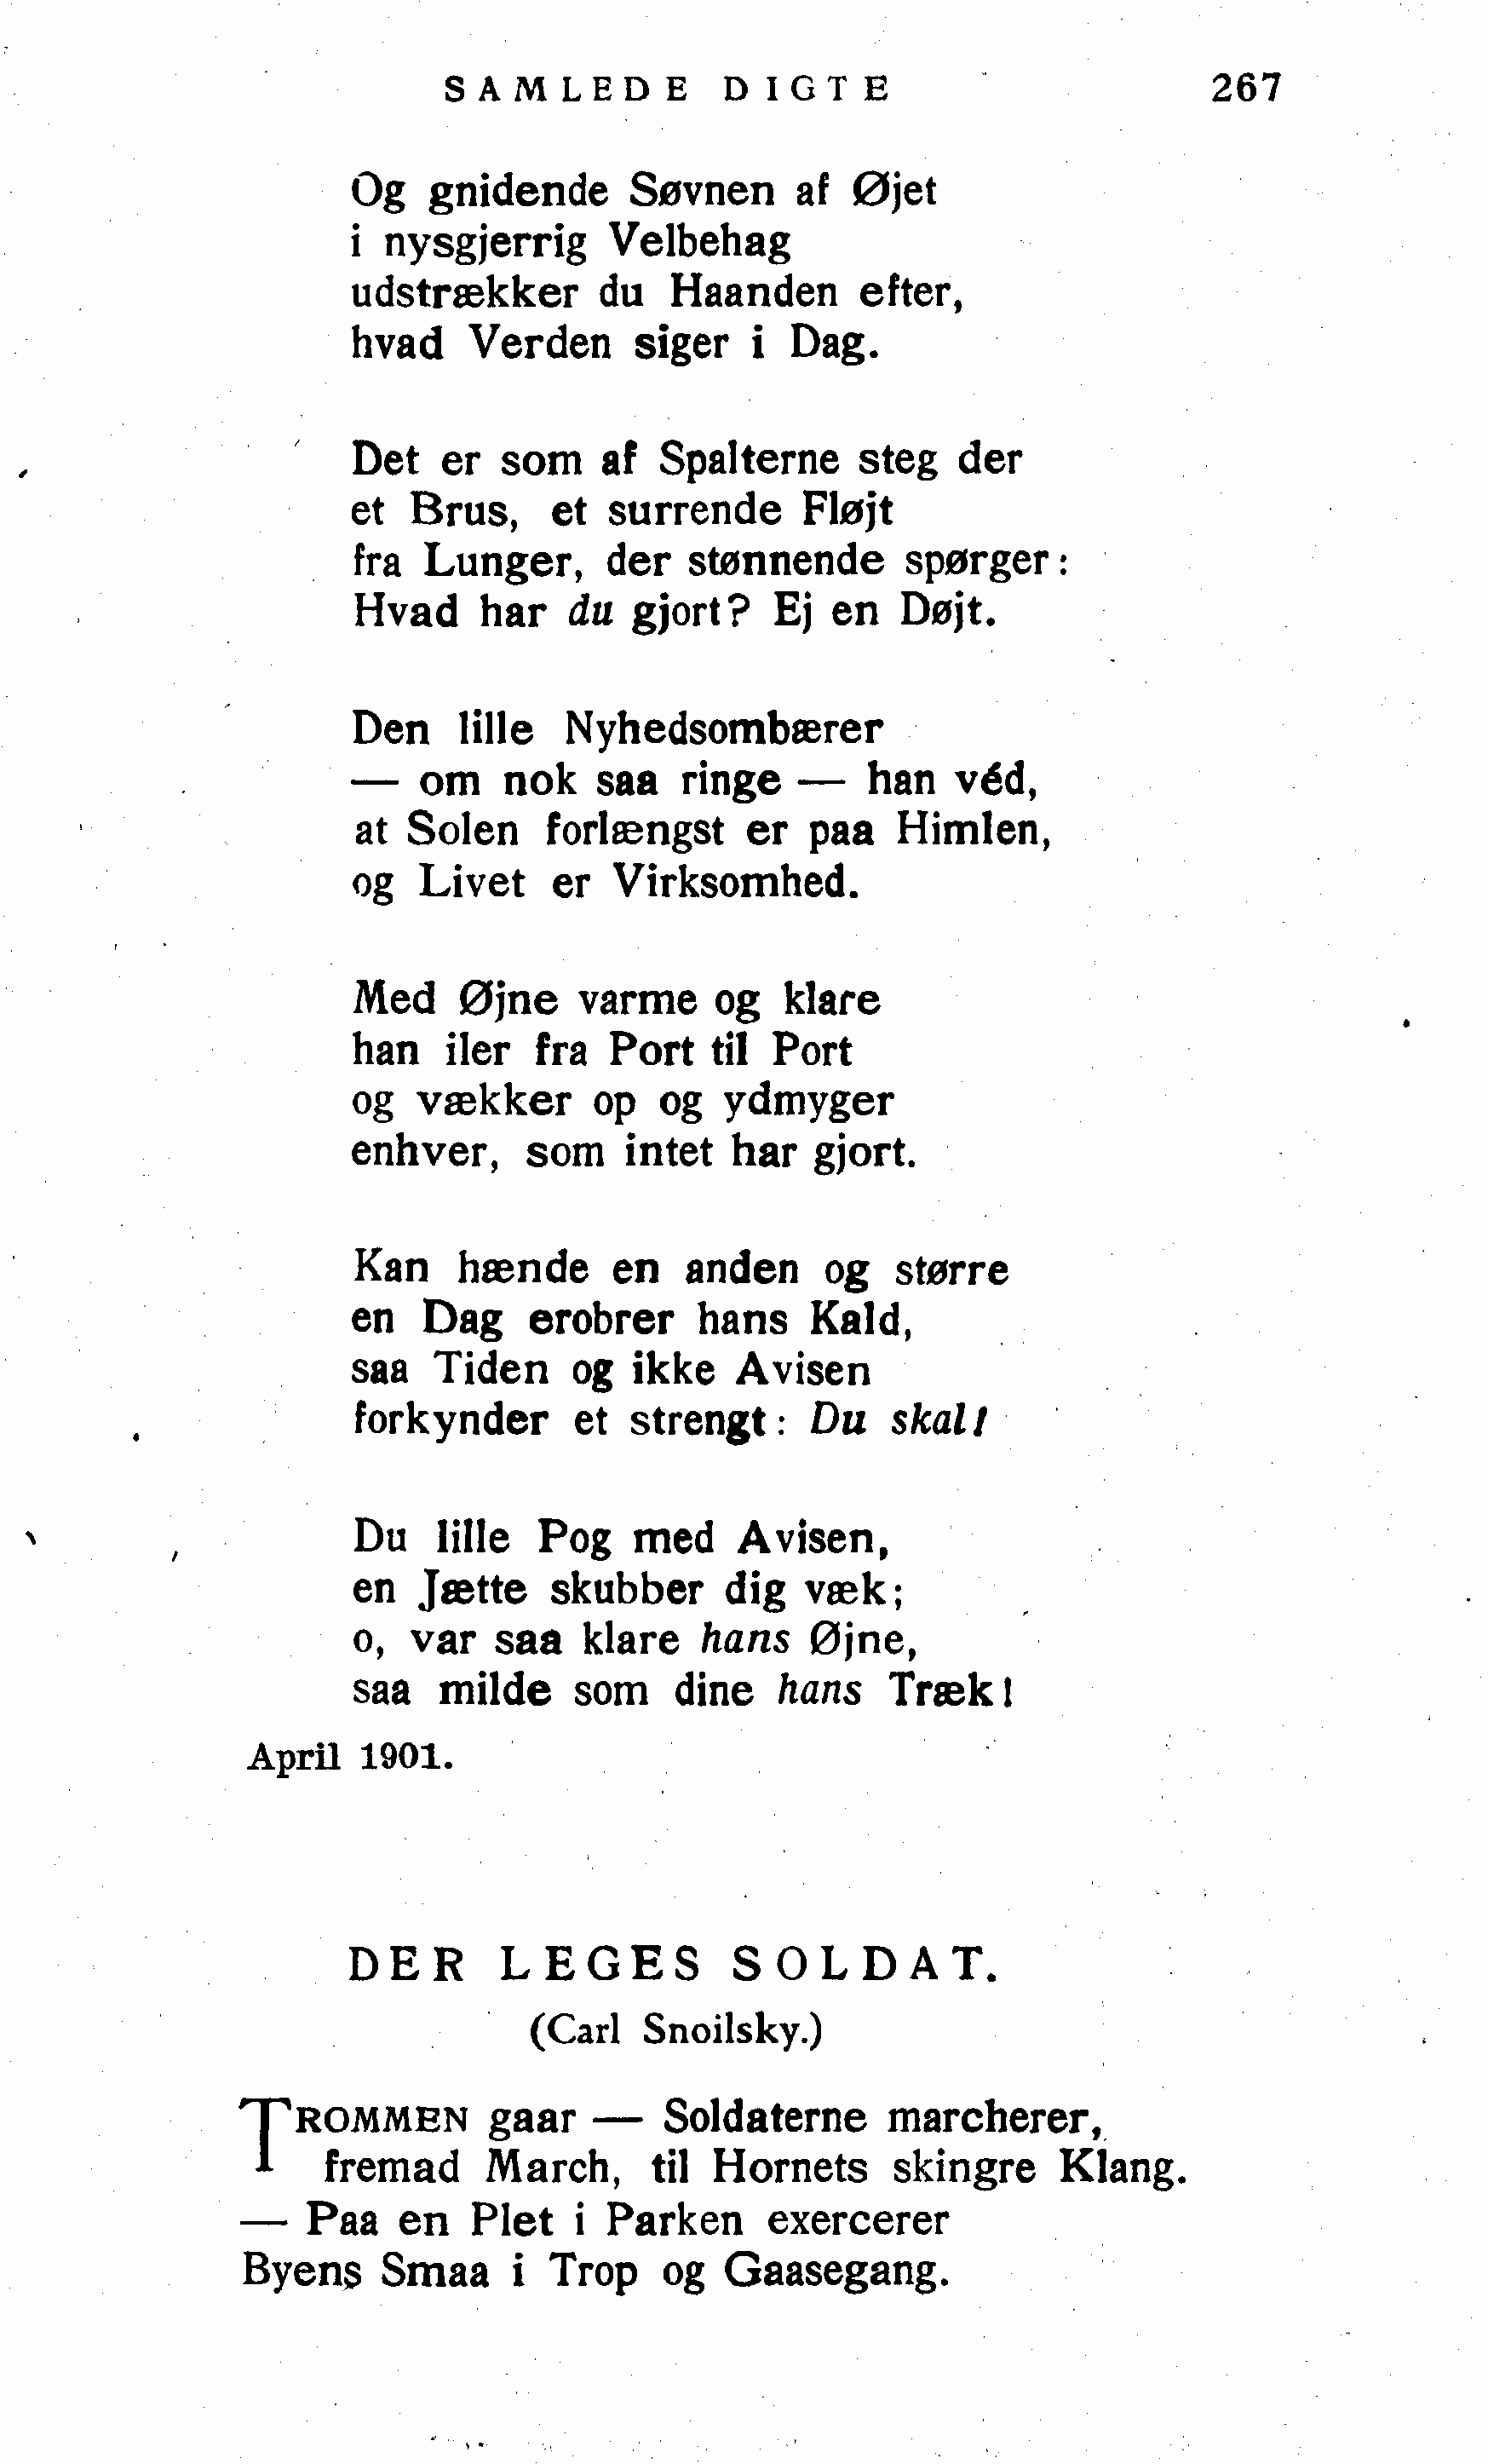 SAMLEDE DIGTE 267
Og gnidende Søvnen af Øjet
i nysgjerrig Velbehag
udstrækker du Haanden efter,
hvad Verden siger i Dag.
Det er som af Spalterne steg der
et Brus, et surrende Fløjt
fra Lunger, der stønnende spørger:
Hvad har du gjort? Ej en Døjt.
Den lille Nyhedsombærer
— om nok saa ringe — han véd,
at Solen forlængst er paa Himlen,
og Livet er Virksomhed.
Med Øjne varme og klare
han iler fra Port til Port
og vækker op og ydmyger
enhver, som intet har gjort.
Kan hænde en anden og større
en Dag erobrer hans Kald,
saa Tiden og ikke Avisen
forkynder et strengt: Du skal!
Du lille Pog med Avisen,
en Jætte skubber dig væk;
o, var saa klare hans Øjne,
saa milde som dine hans Træk!
April 1901.
DER LEGES SOLDAT.
(Carl Snoilsky.)
TROMMEN gaar — Soldaterne marcherer,
fremad March, til Hornets skingre Klang.
— Paa en Plet i Parken exercerer
Byens Smaa i Trop og Gaasegang.